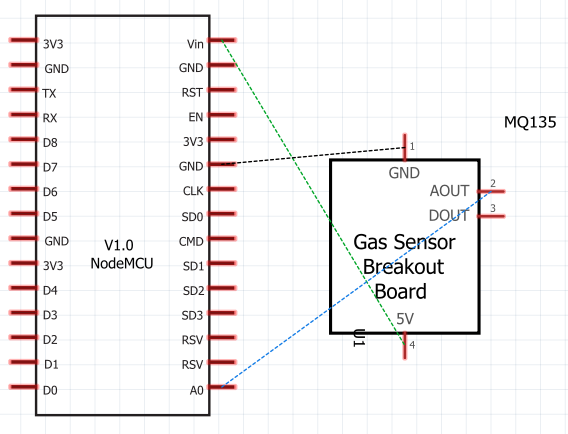 3V3
GND
TX
RX
D8
D7
D6
D5
GND
3V3
D4
D3
D2
D1
D0
V1.0
NodeMCU
Vin
GND
RST
EN
3V3
GND
CLK
SD0
CMD
SD1
SD2
SD3
RSV
RSV
A0
MQ135
1
GND
AOUT
2
DOUT
3
Gas Sensor
Breakout
Board
5V
4
U1